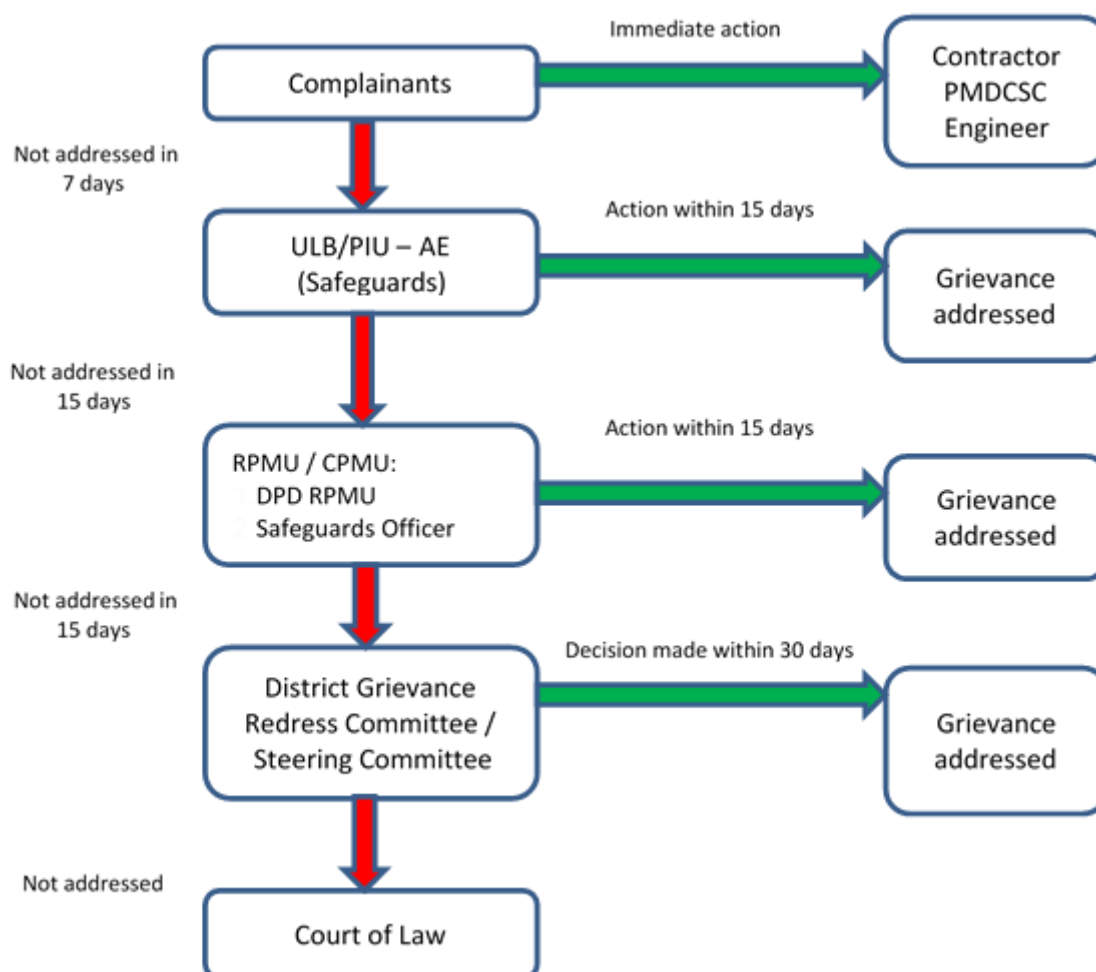 Immediate action
Complainants
Contractor
PMDCSC
Engineer
Not addressed in
7 days
Action within 15 days
ULB/PIU – AE
(Safeguards)
Grievance
addressed
Not addressed in
15 days
Action within 15 days
RPMU / CPMU:
DPD RPMU
Safeguards Officer
Grievance
addressed
Not addressed in
15 days
Decision made within 30 days
District Grievance
Redress Committee /
Steering Committee
Grievance
addressed
Not addressed
Court of Law